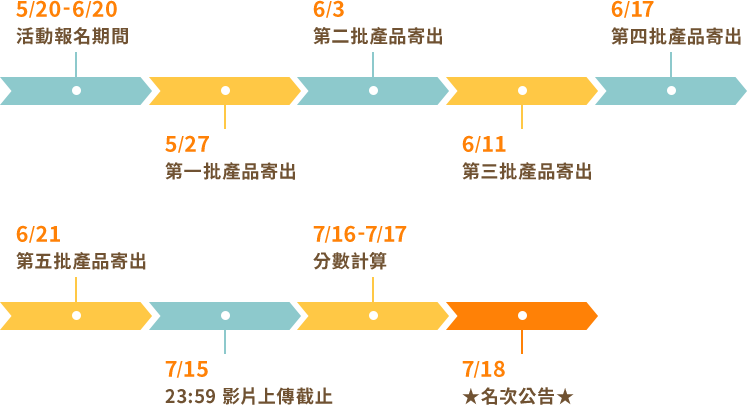 5/20-6/20
活動報名期間
6/3
第二批產品寄出
6/17
第四批產品寄出
5/27
第一批產品寄出
6/11
第三批產品寄出
6/21
第五批產品寄出
7/16-7/17
分數計算
7/15
23:59 影片上傳截止
7/18
★名次公告★